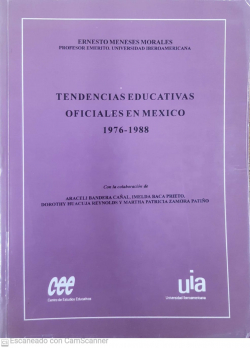 ERNESTO MENESES MORALES
PROFESOR EMERITO, UNIVERSIDAD IBEROAMERICANA
TENDENCIAS EDUCATIVAS
OFICIALES EN MEXICO
1976-1988
Con la colaboración de
ARACELI BANDERA CAÑAL, IMELDA BACA PRIETO,
DOROTHY HUACUJA REYNOLDS Y MARTHA PATRICIA ZAMORA PATIÑO
cee
Centro de Estudios Educativos
uia
Universidad Iberoamericana
CS Escaneado con CamScanner